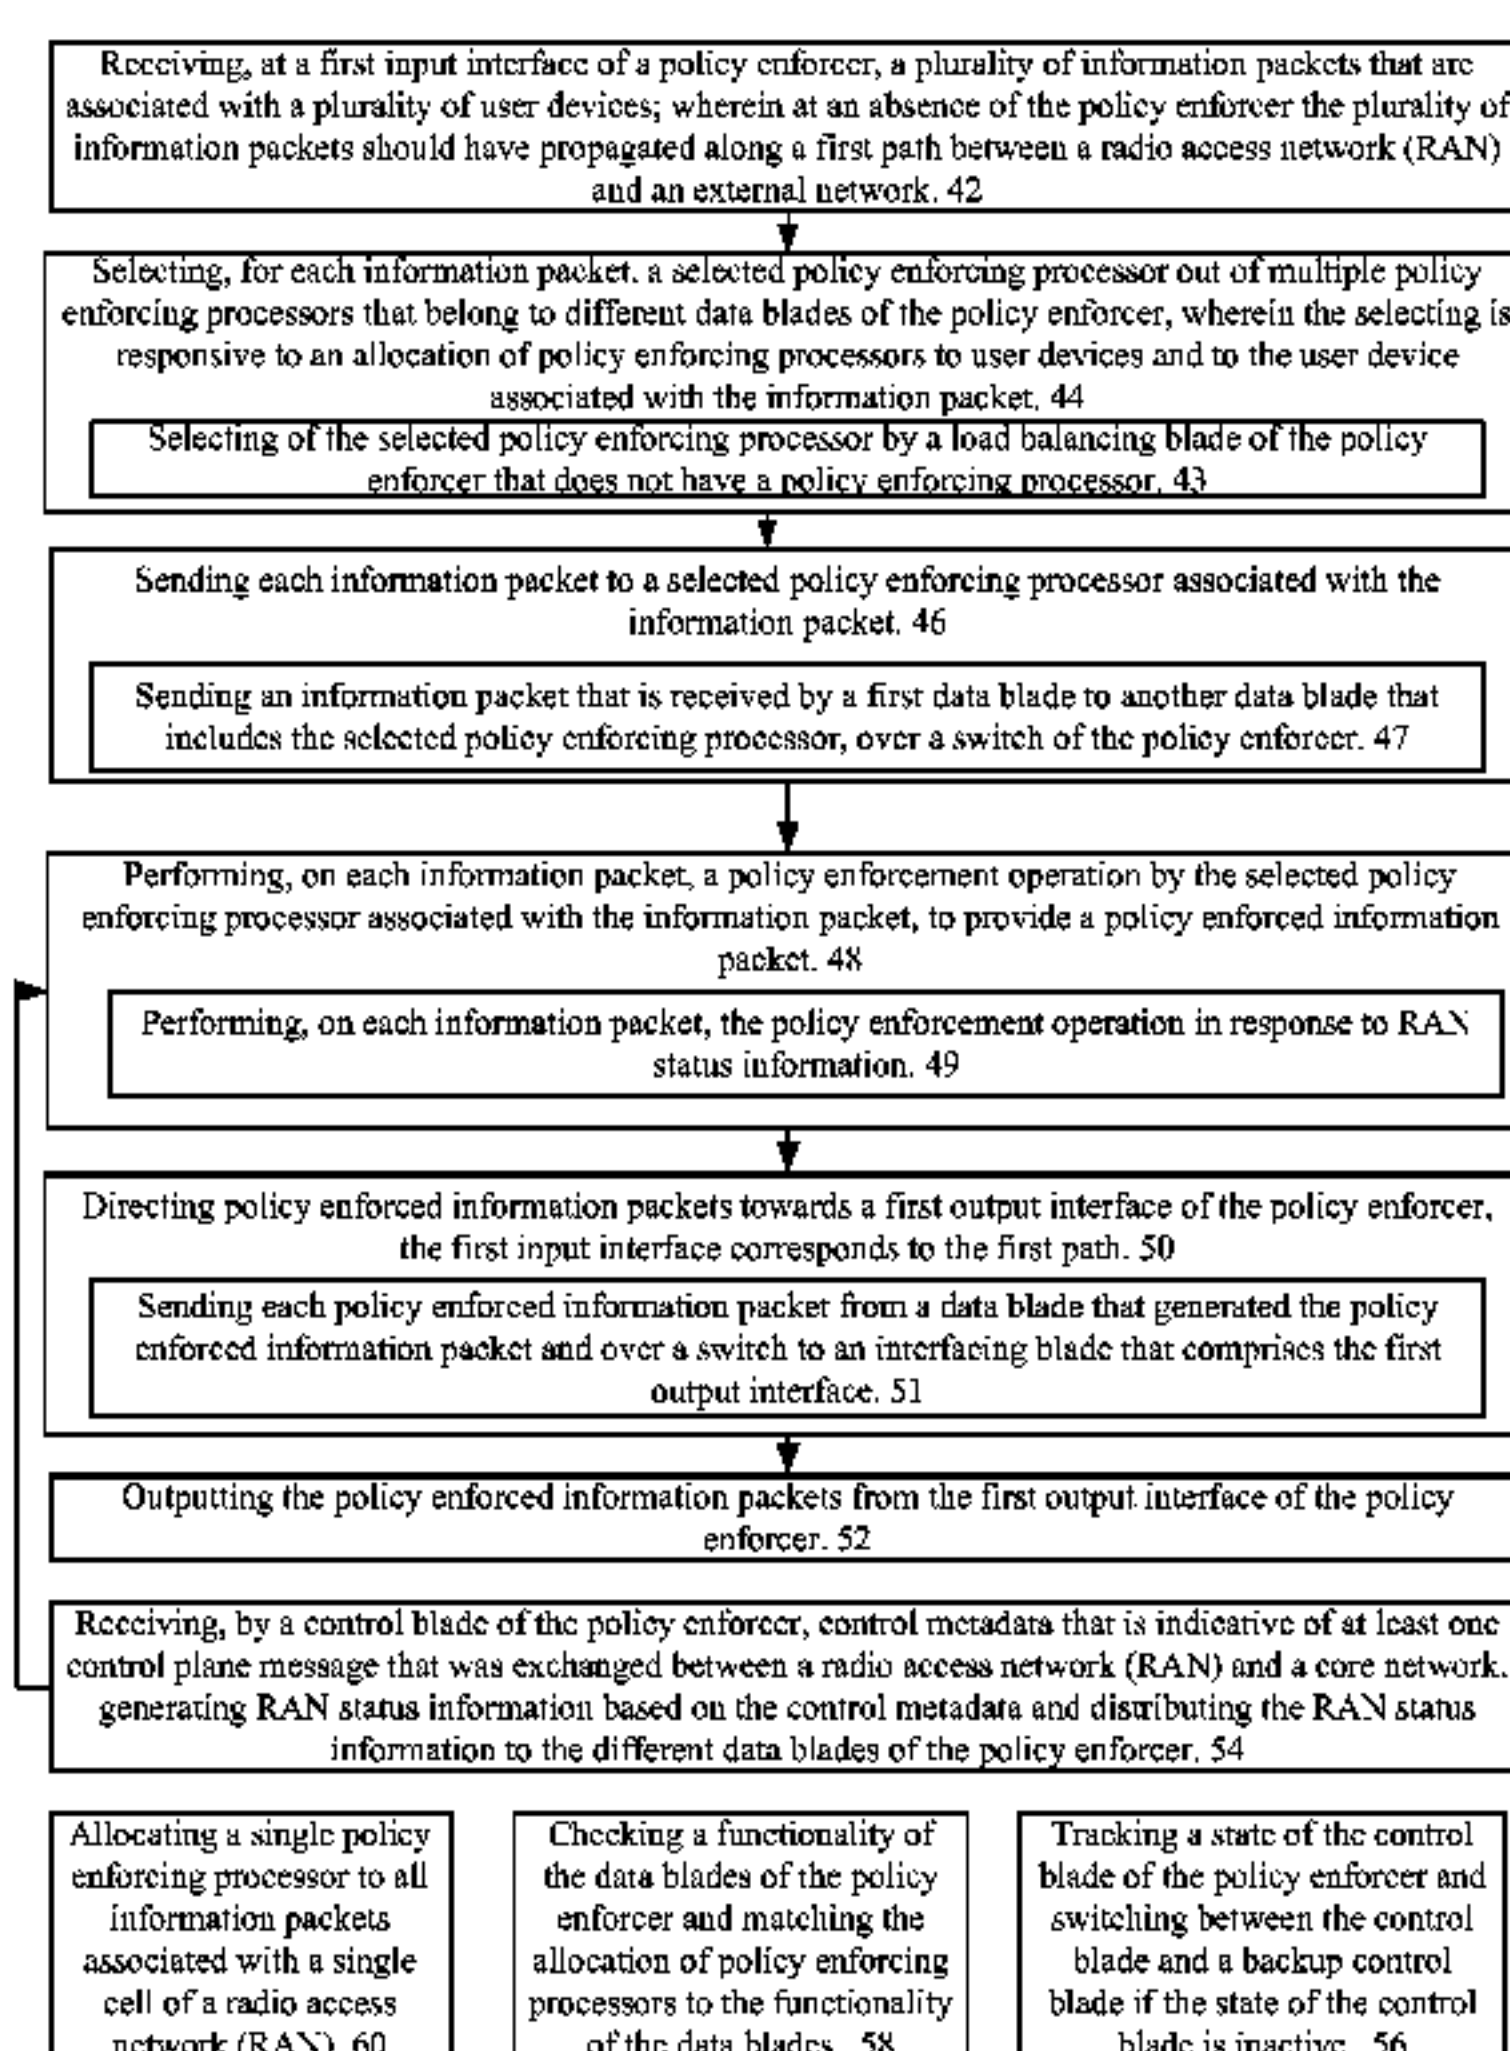 Receiving, at a first input interface of a policy enforcer, a plurality of information packets that are
associated with a plurality of user devices; wherein at an absence of the policy enforcer the plurality of
information packets should have propagated along a first path between a radio access network (RAN)
and an external network. 42
Selecting, for each information packet, a selected policy enforcing processor out of multiple policy
enforcing processors that belong to different data blades of the policy enforcer, wherein the selecting is
responsive to an allocation of policy enforcing processors to user devices and to the user device
associated with the information packet. 44
Selecting of the selected policy enforcing processor by a load balancing blade of the policy
enforcer that does not have a policy enforcing processor. 43
Sending each information packet to a selected policy enforcing processor associated with the
information packet. 46
Sending an information packet that is received by a first data blade to another data blade that
includes the selected policy enforcing processor, over a switch of the policy enforcer. 47
Performing, on each information packet, a policy enforcement operation by the selected policy
enforcing processor associated with the information packet, to provide a policy enforced information
packet. 48
Performing, on each information packet, the policy enforcement operation in response to RAN
status information. 49
Directing policy enforced information packets towards a first output interface of the policy enforcer,
the first input interface corresponds to the first path. 50
Sending each policy enforced information packet from a data blade that generated the policy
enforced information packet and over a switch to an interfacing blade that comprises the first
output interface. 51
Outputting the policy enforced information packets from the first output interface of the policy
enforcer. 52
Receiving, by a control blade of the policy enforcer, control metadata that is indicative of at least one
control plane message that was exchanged between a radio access network (RAN) and a core network.
generating RAN status information based on the control metadata and distributing the RAN status
information to the different data blades of the policy enforcer. 54
Allocating a single policy
enforcing processor to all
information packets
associated with a single
cell of a radio access
network (RAN). 60
Checking a functionality of
the data blades of the policy
enforcer and matching the
allocation of policy enforcing
processors to the functionality
of the data blades. 58
Tracking a state of the control
blade of the policy enforcer and
switching between the control
blade and a backup control
blade if the state of the control
blade is inactive. 56